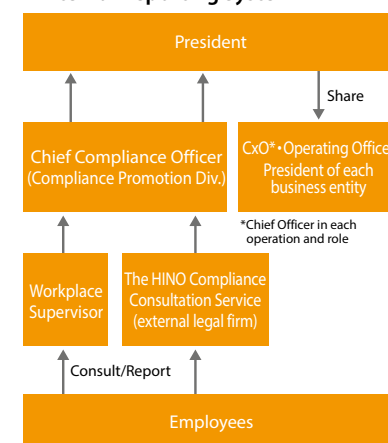 President
Share
Chief Compliance Officer
(Compliance Promotion Div.)
CxO*・Operating Office
President of each
business entity
*Chief Officer in each
operation and role
Workplace
Supervisor
The HINO Compliance
Consultation Service
(external legal firm)
Consult/Report
Employees